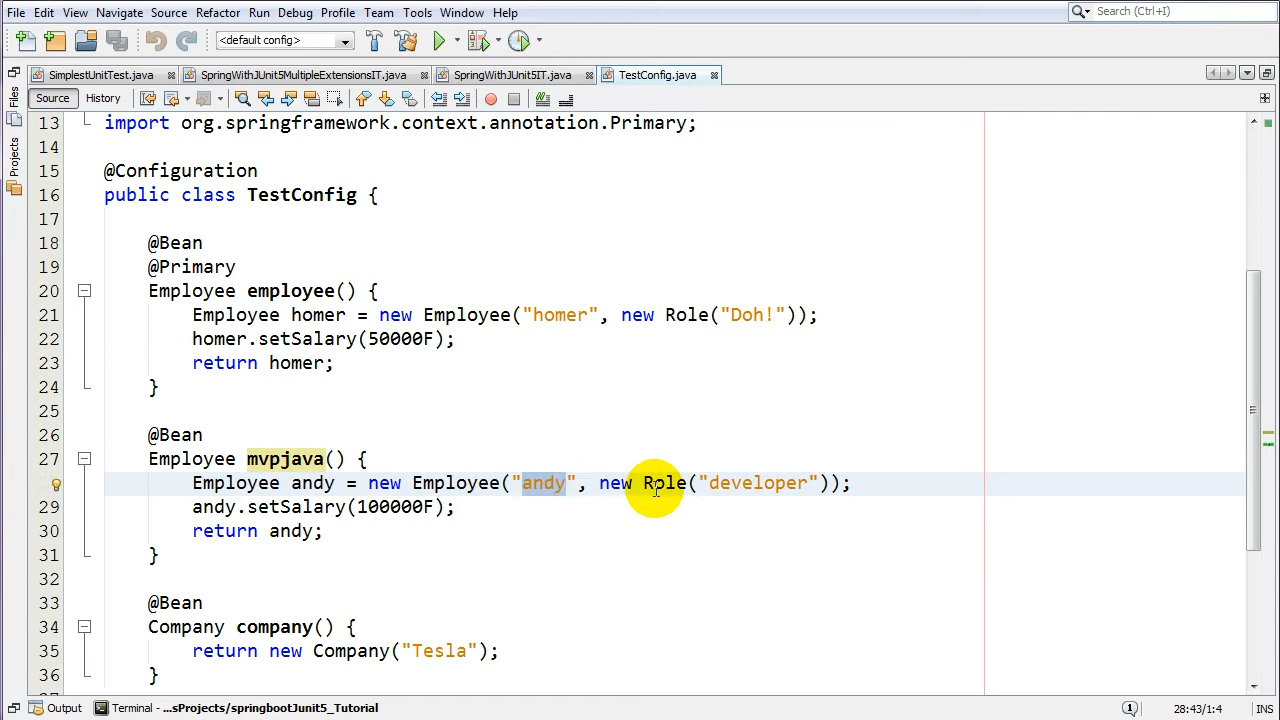 File Edit View Navigate Source Refactor Run Debug Profile Team Tools Window Help
Search (Ctrl+I)
<default config>
SimplestUnitTest.java SpringWithJUnit5MultipleExtensionsIT.java SpringWithJUnit5IT.java TestConfig.java
Source History
Files
Projects
13 import org.springframework.context.annotation.Primary;
14
15 @Configuration
16 public class TestConfig {
17
18 @Bean
19 @Primary
20 Employee employee() {
21 Employee homer = new Employee("homer", new Role("Doh!"));
22 homer.setSalary(50000F);
23 return homer;
24 }
25
26 @Bean
27 Employee mvpjava() {
Employee andy = new Employee("andy", new Role("developer"));
29 andy.setSalary(100000F);
30 return andy;
31 }
32
33 @Bean
34 Company company() {
35 return new Company("Tesla");
36 }
Output Terminal - ...sProjects/springbootJunit5_Tutorial 1 28:43/1:4 INS